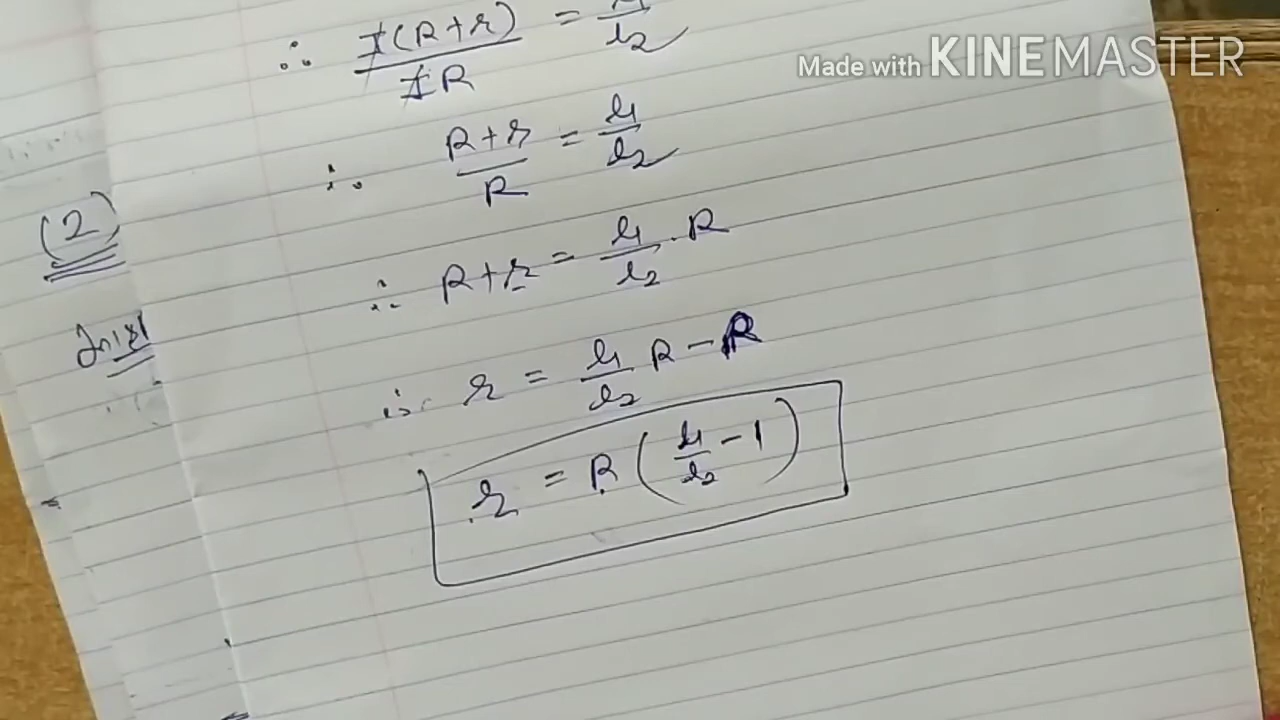 Made with KINEMASTER
∴ I(R+r)/IR = l1/l2
∴ R+r/R = l1/l2
(2)
∴ R+r = l1/l2 . R
∴ r = l1/l2 R - R
r = R (l1/l2 - 1)